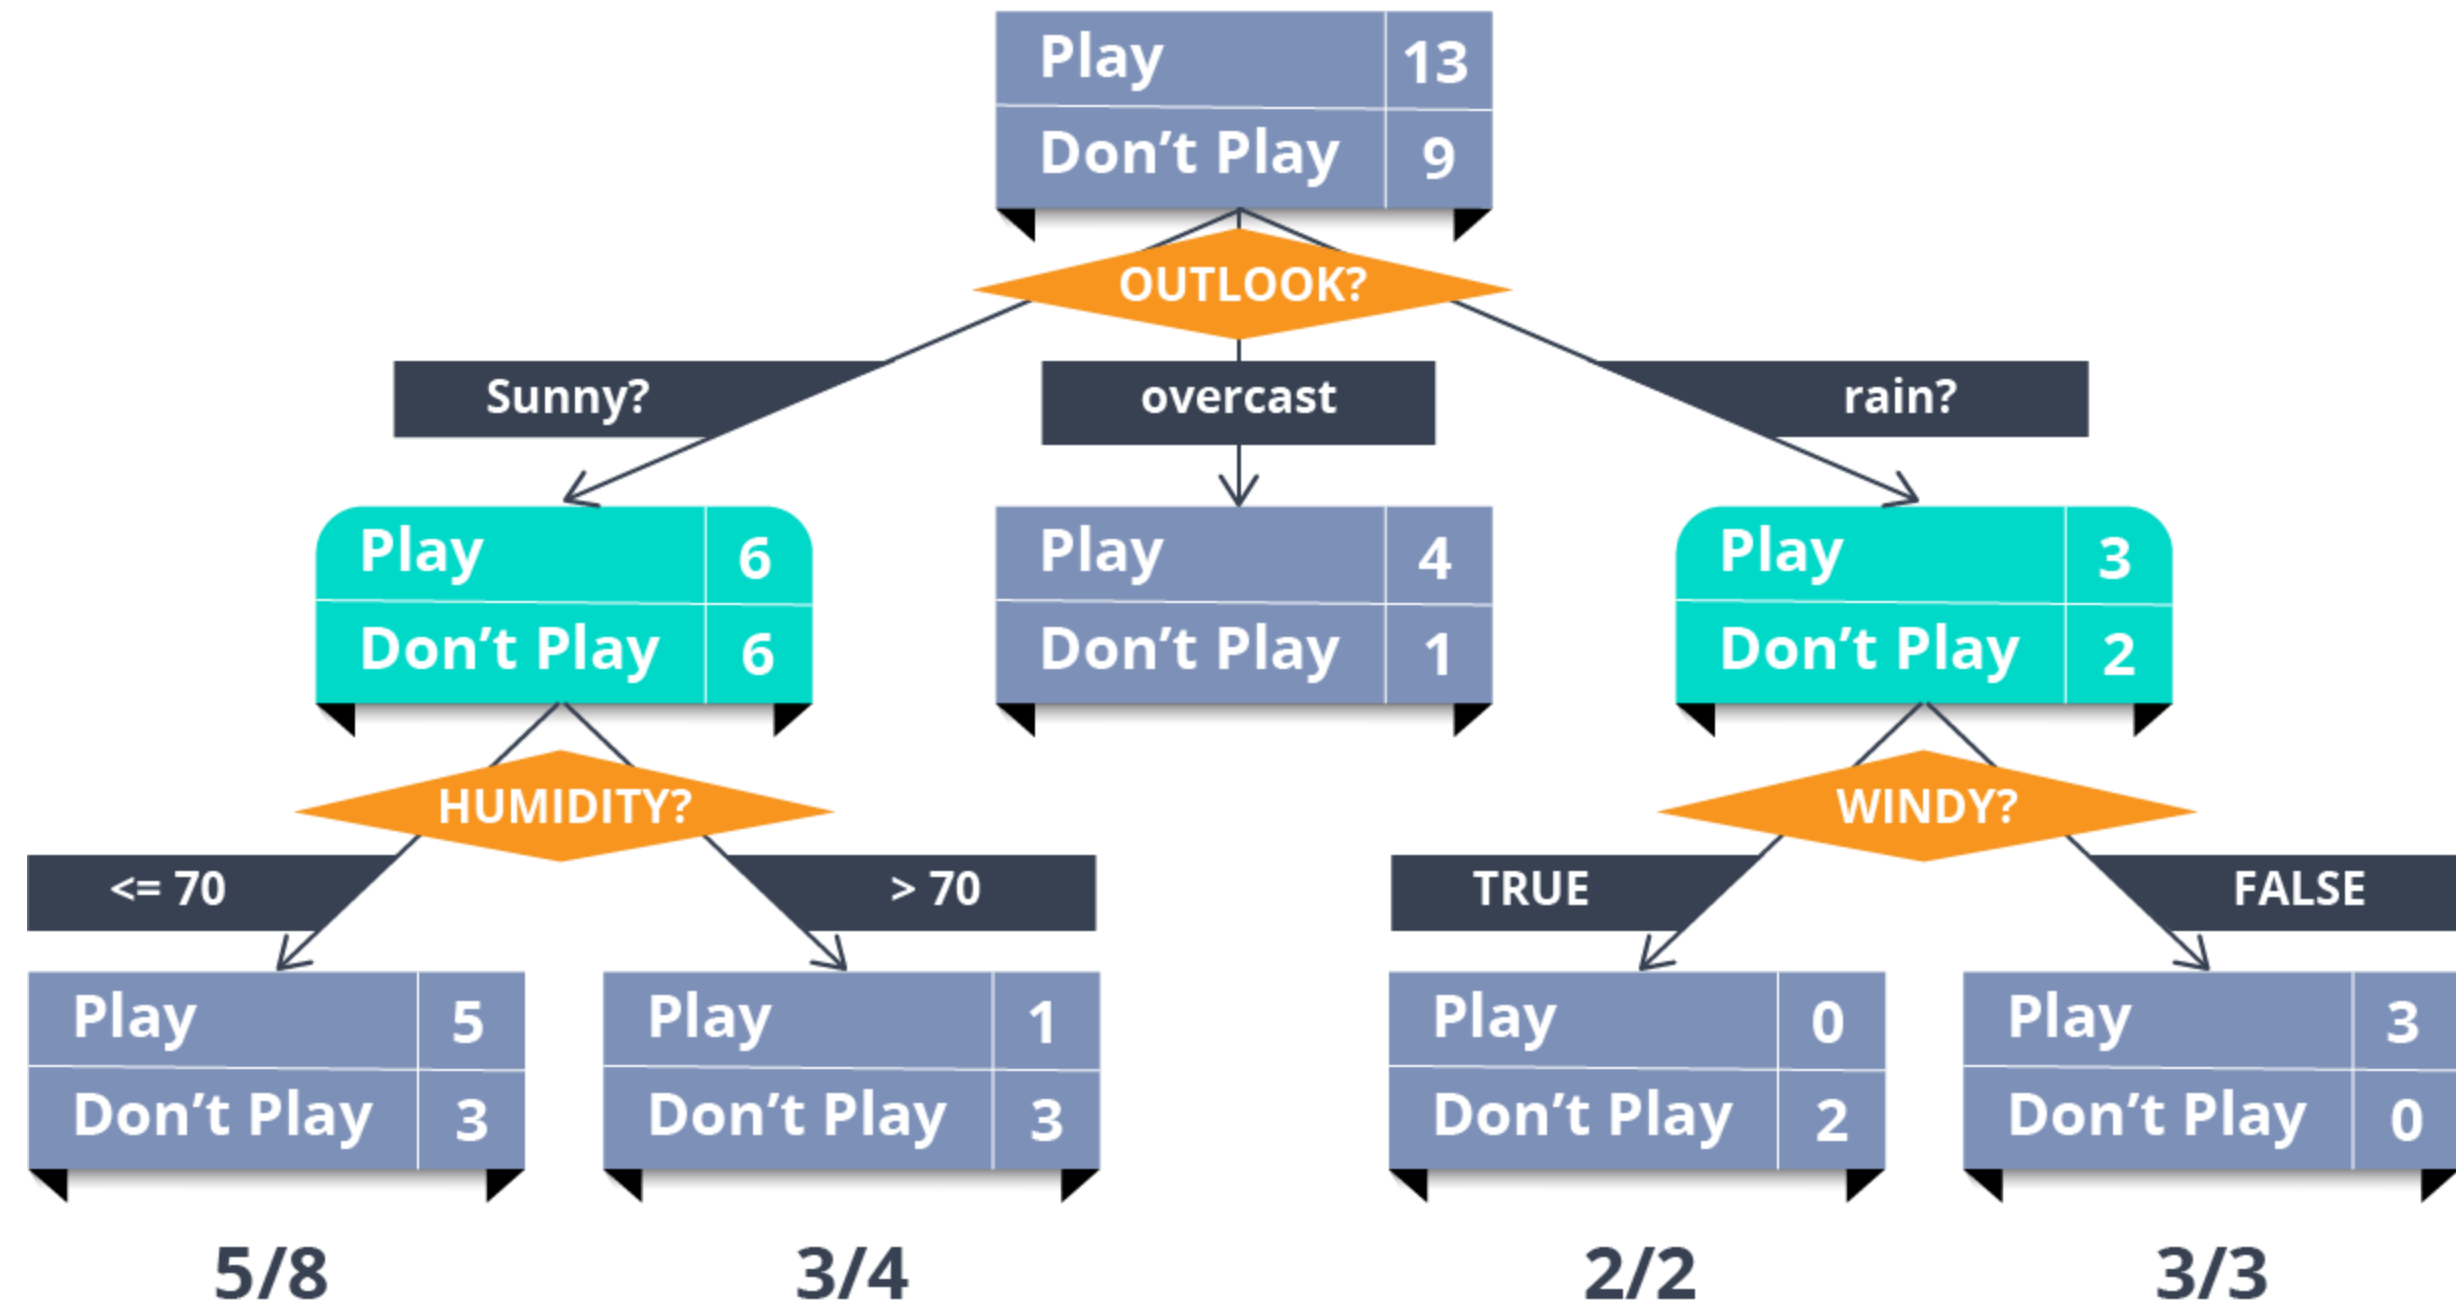 Play 13
Don’t Play 9
OUTLOOK?
Sunny? overcast rain?
Play 6 Play 4 Play 3
Don’t Play 6 Don’t Play 1 Don’t Play 2
HUMIDITY? WINDY?
<= 70 > 70 TRUE FALSE
Play 5 Play 1 Play 0 Play 3
Don’t Play 3 Don’t Play 3 Don’t Play 2 Don’t Play 0
5/8 3/4 2/2 3/3